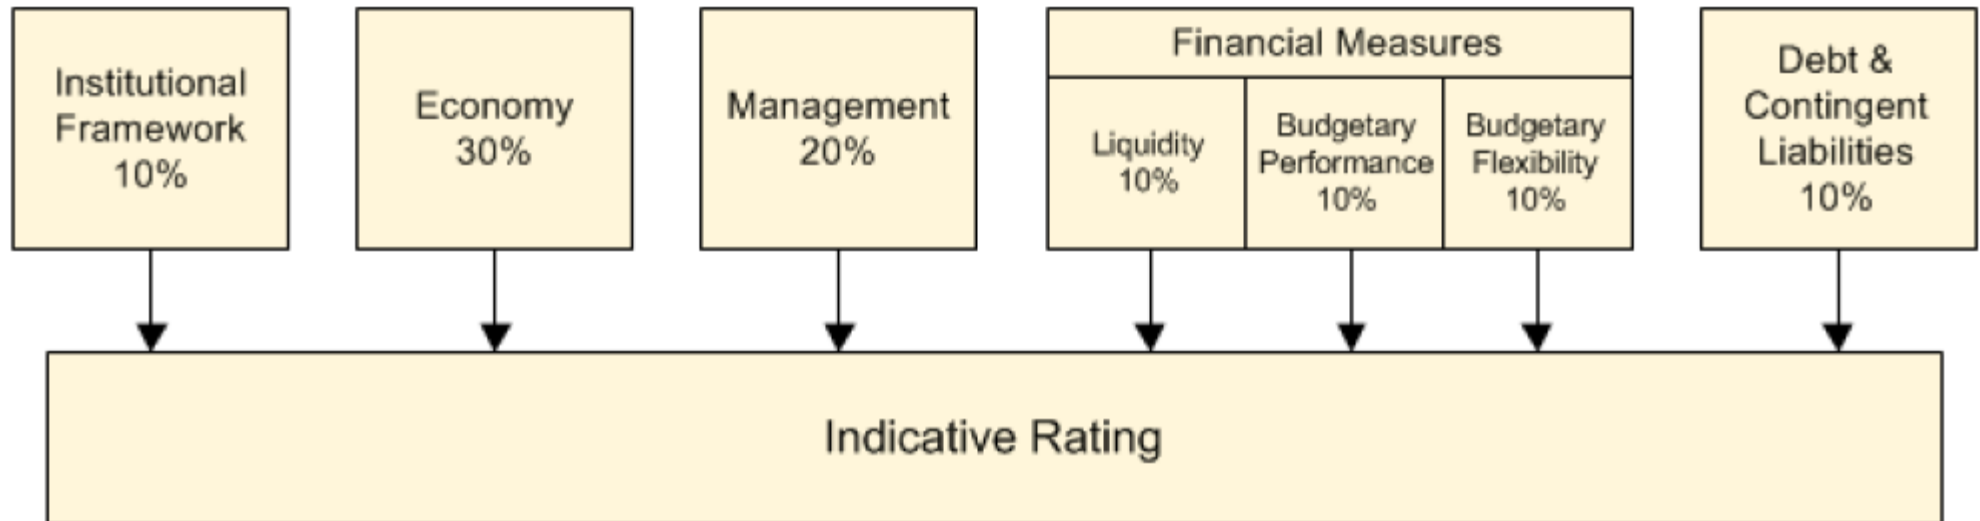 Institutional
Framework
10%
Economy
30%
Management
20%
Financial Measures
Liquidity
10%
Budgetary
Performance
10%
Budgetary
Flexibility
10%
Debt &
Contingent
Liabilities
10%
Indicative Rating